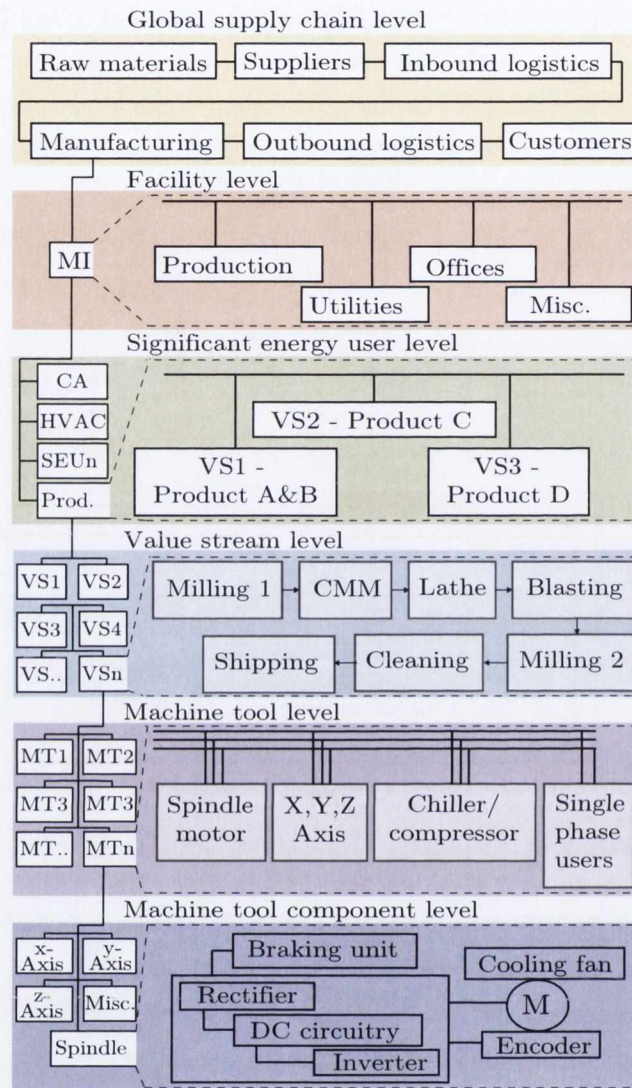 Global supply chain level
Raw materials
Suppliers
Inbound logistics
Manufacturing
Outbound logistics
Customers
Facility level
MI
Production
Offices
Utilities
Misc.
Significant energy user level
CA
HVAC
SEUn
Prod.
VS2 - Product C
VS1 -
Product A&B
VS3 -
Product D
Value stream level
VS1
VS2
VS3
VS4
VS..
VSn
Milling 1
CMM
Lathe
Blasting
Shipping
Cleaning
Milling 2
Machine tool level
MT1
MT2
MT3
MT3
MT..
MTn
Spindle
motor
X,Y,Z
Axis
Chiller/
compressor
Single
phase
users
Machine tool component level
x-
Axis
y-
Axis
z-
Axis
Misc.
Spindle
Braking unit
Rectifier
DC circuitry
Inverter
Cooling fan
M
Encoder